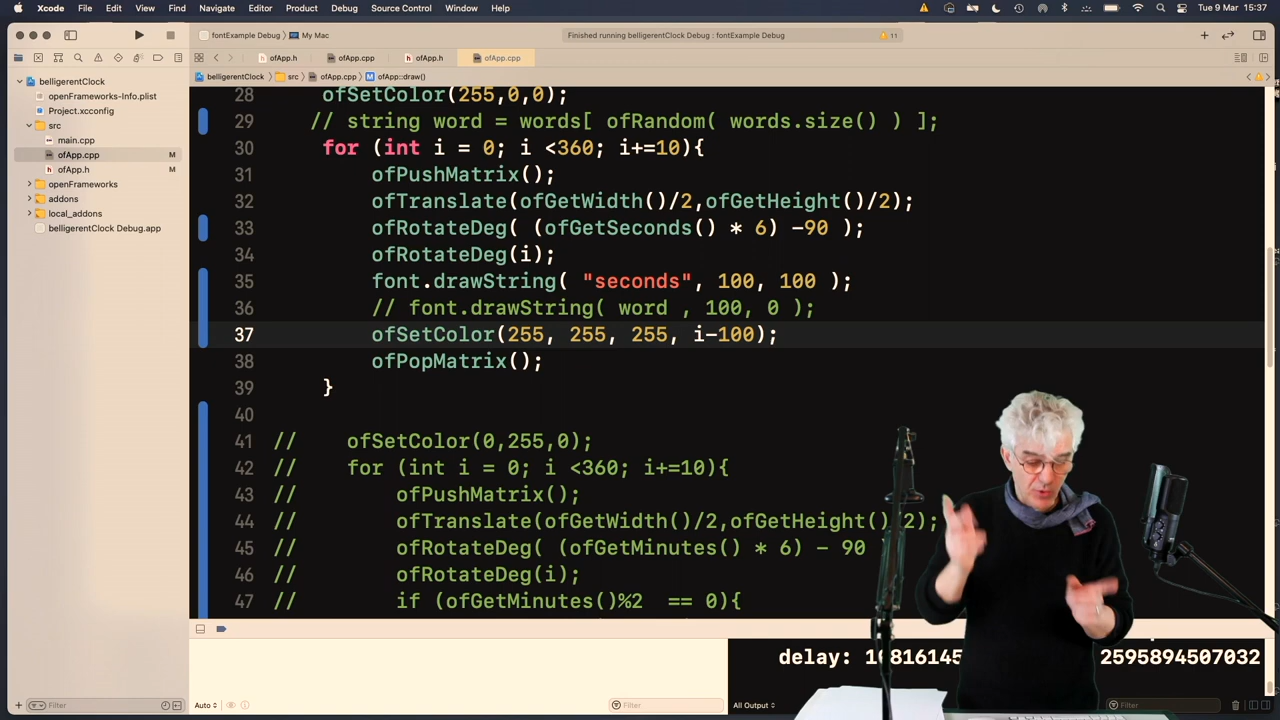 Xcode File Edit View Find Navigate Editor Product Debug Source Control Window Help Tue 9 Mar 15:37
fontExample Debug My Mac Finished running belligerentClock Debug : fontExample Debug 11
ofApp.h ofApp.cpp ofApp.h ofApp.cpp
belligerentClock src ofApp.cpp M ofApp::draw()
belligerentClock
openFrameworks-Info.plist
Project.xcconfig
src
main.cpp
ofApp.cpp M
ofApp.h M
openFrameworks
addons
local_addons
belligerentClock Debug.app
28 ofSetColor(255,0,0);
29 // string word = words[ ofRandom( words.size() ) ];
30 for (int i = 0; i <360; i+=10){
31 ofPushMatrix();
32 ofTranslate(ofGetWidth()/2,ofGetHeight()/2);
33 ofRotateDeg( (ofGetSeconds() * 6) -90 );
34 ofRotateDeg(i);
35 font.drawString( "seconds", 100, 100 );
36 // font.drawString( word , 100, 0 );
37 ofSetColor(255, 255, 255, i-100);
38 ofPopMatrix();
39 }
40
41 // ofSetColor(0,255,0);
42 // for (int i = 0; i <360; i+=10){
43 // ofPushMatrix();
44 // ofTranslate(ofGetWidth()/2,ofGetHeight() 2);
45 // ofRotateDeg( (ofGetMinutes() * 6) - 90
46 // ofRotateDeg(i);
47 // if (ofGetMinutes()%2 == 0){
delay: 2595894507032
Filter Auto Filter All Output Filter